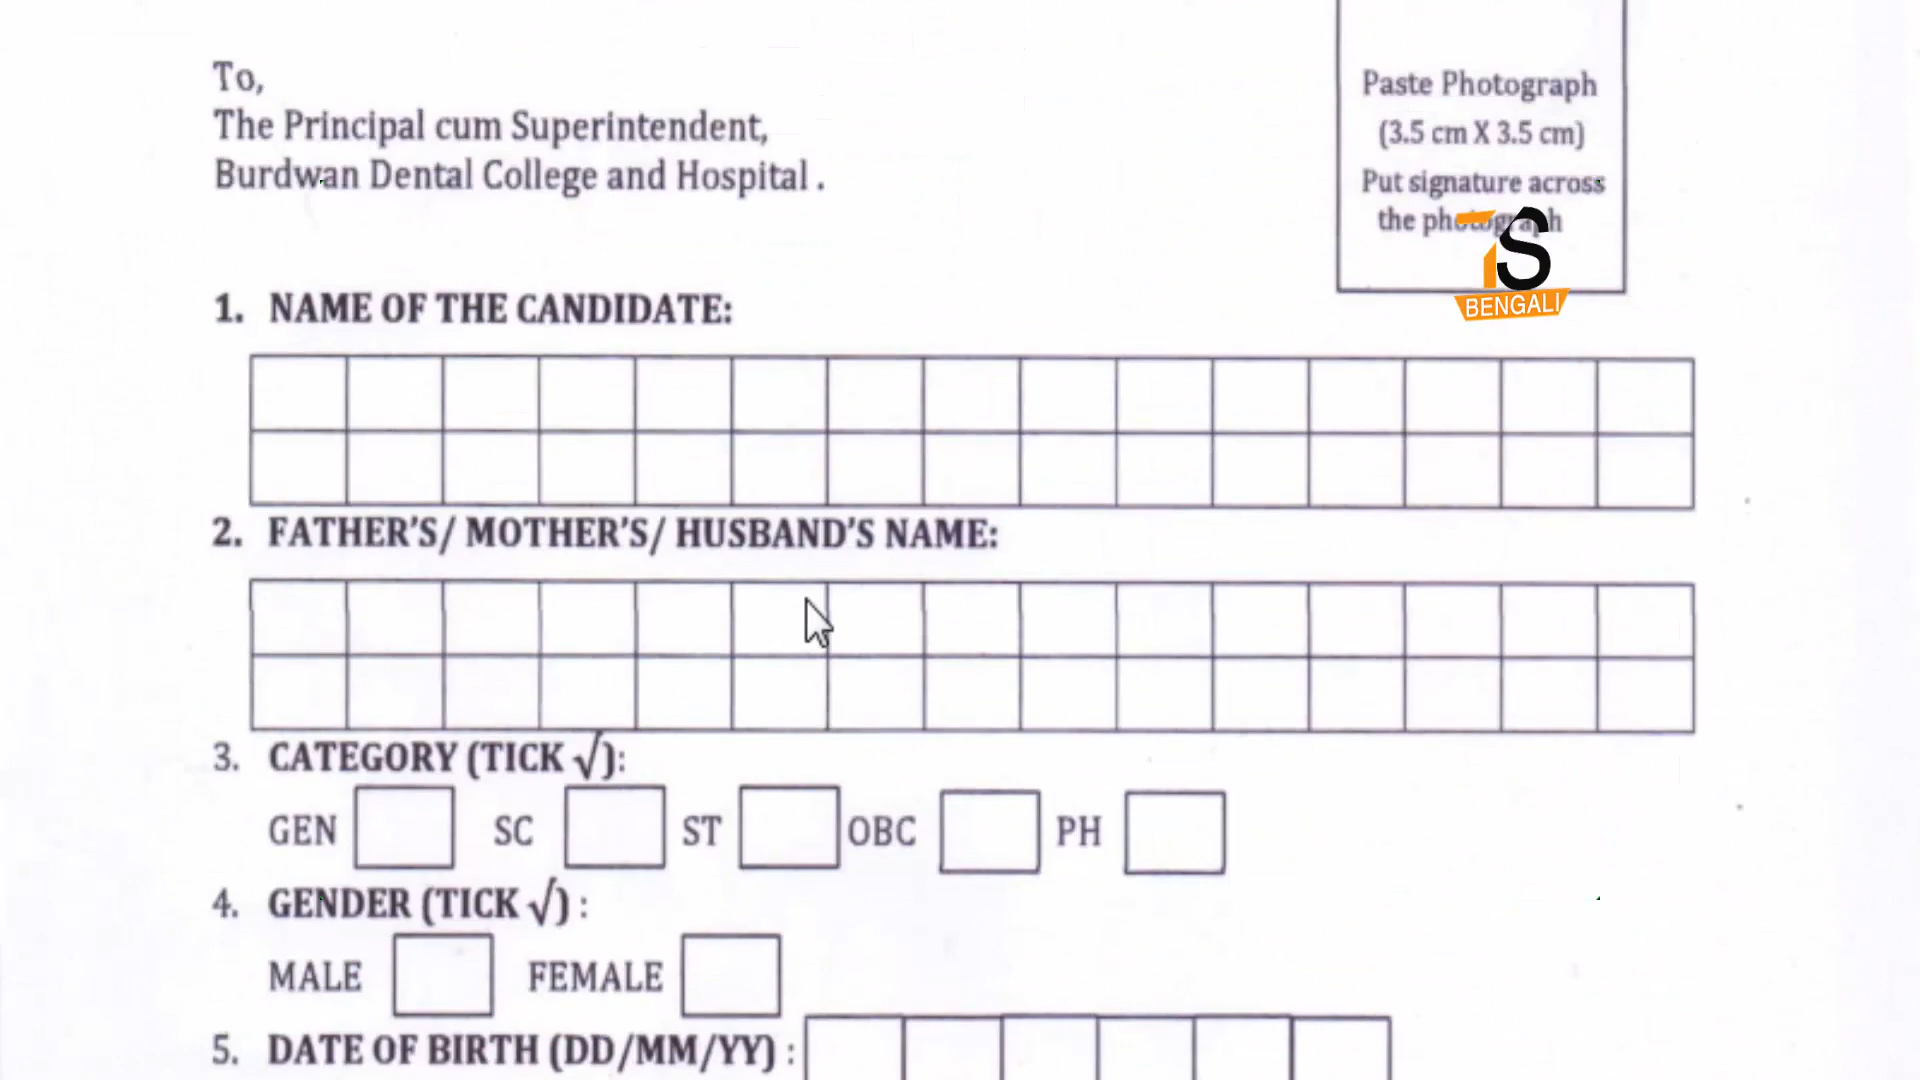 To,
The Principal cum Superintendent,
Burdwan Dental College and Hospital .
Paste Photograph
(3.5 cm X 3.5 cm)
Put signature across
the photograph
TS
BENGALI
1. NAME OF THE CANDIDATE:
2. FATHER'S/ MOTHER'S/ HUSBAND'S NAME:
3. CATEGORY (TICK √):
GEN SC ST OBC PH
4. GENDER (TICK √) :
MALE FEMALE
5. DATE OF BIRTH (DD/MM/YY) :